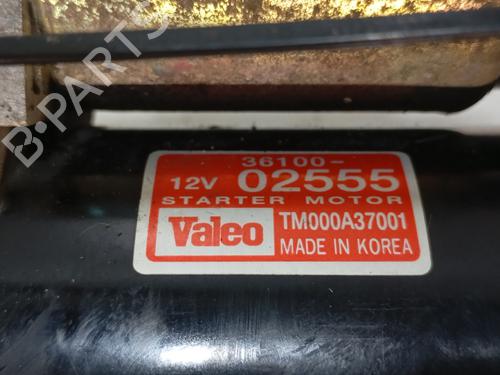 B-PARTS
36100-
12V 02555
STARTER MOTOR
Valeo TM000A37001
MADE IN KOREA